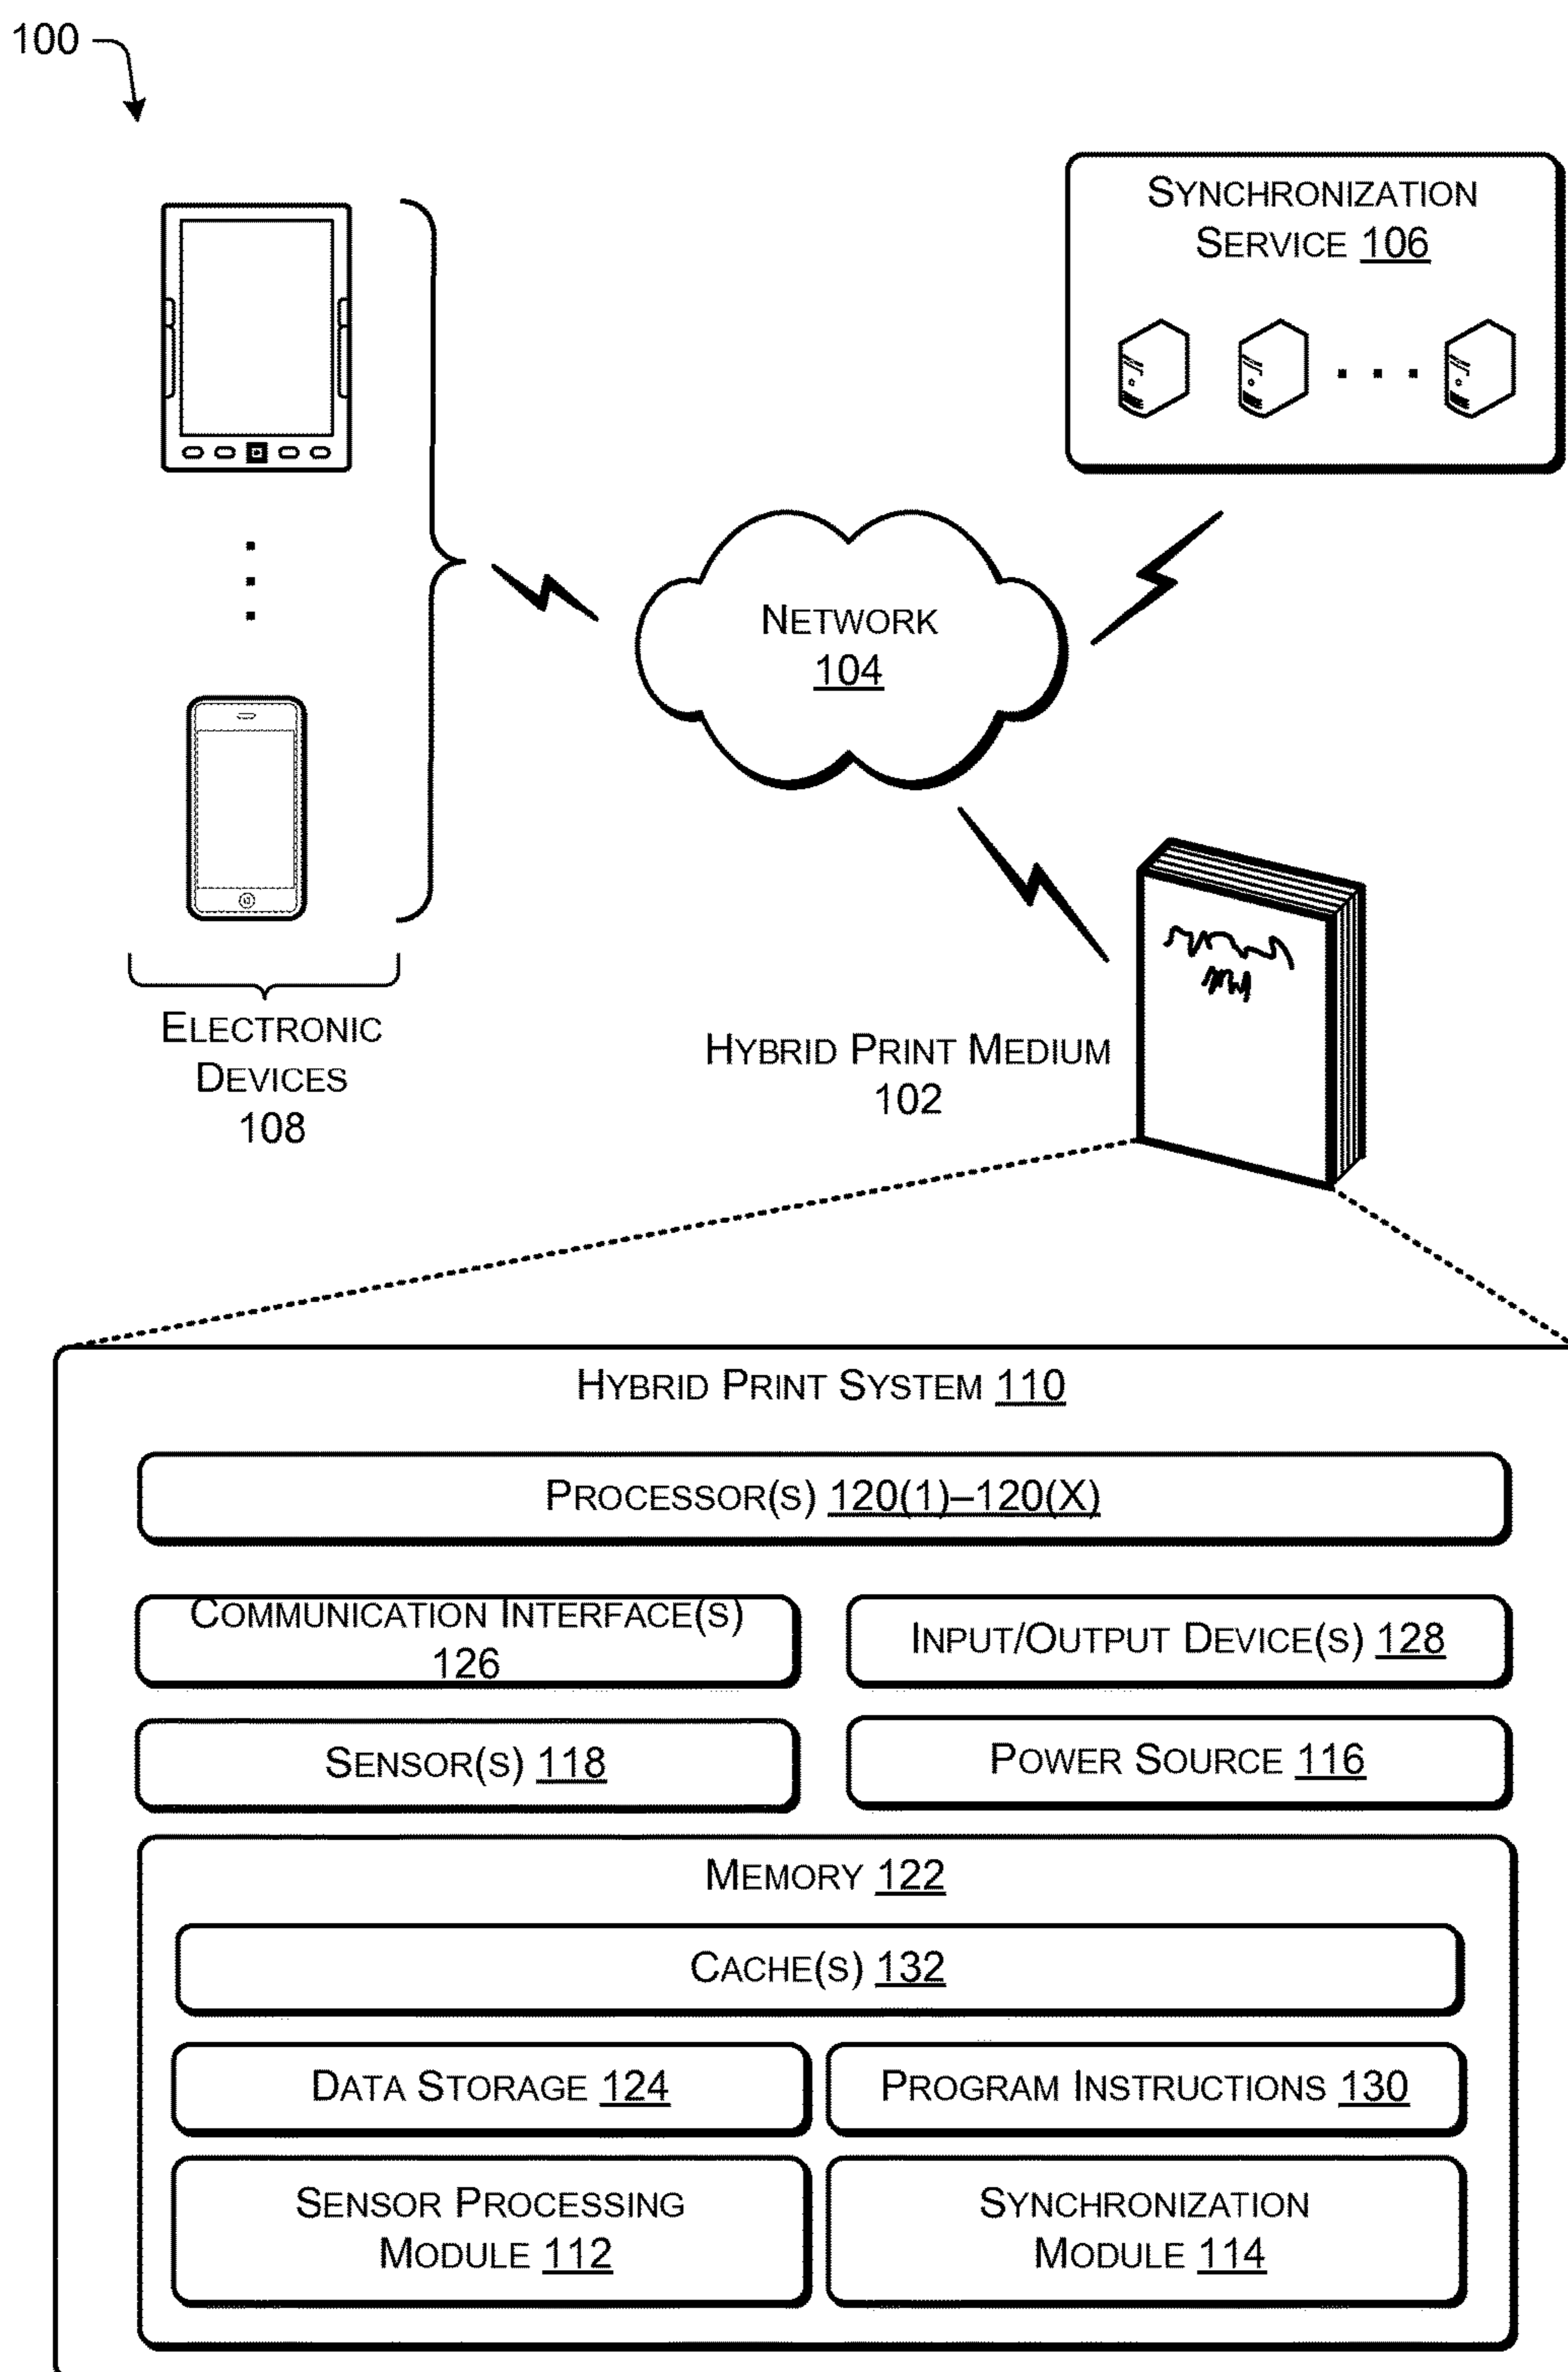 100
SYNCHRONIZATION
SERVICE 106
NETWORK
104
ELECTRONIC
DEVICES
108
HYBRID PRINT MEDIUM
102
HYBRID PRINT SYSTEM 110
PROCESSOR(S) 120(1)–120(X)
COMMUNICATION INTERFACE(S)
126
INPUT/OUTPUT DEVICE(S) 128
SENSOR(S) 118
POWER SOURCE 116
MEMORY 122
CACHE(S) 132
DATA STORAGE 124
PROGRAM INSTRUCTIONS 130
SENSOR PROCESSING
MODULE 112
SYNCHRONIZATION
MODULE 114